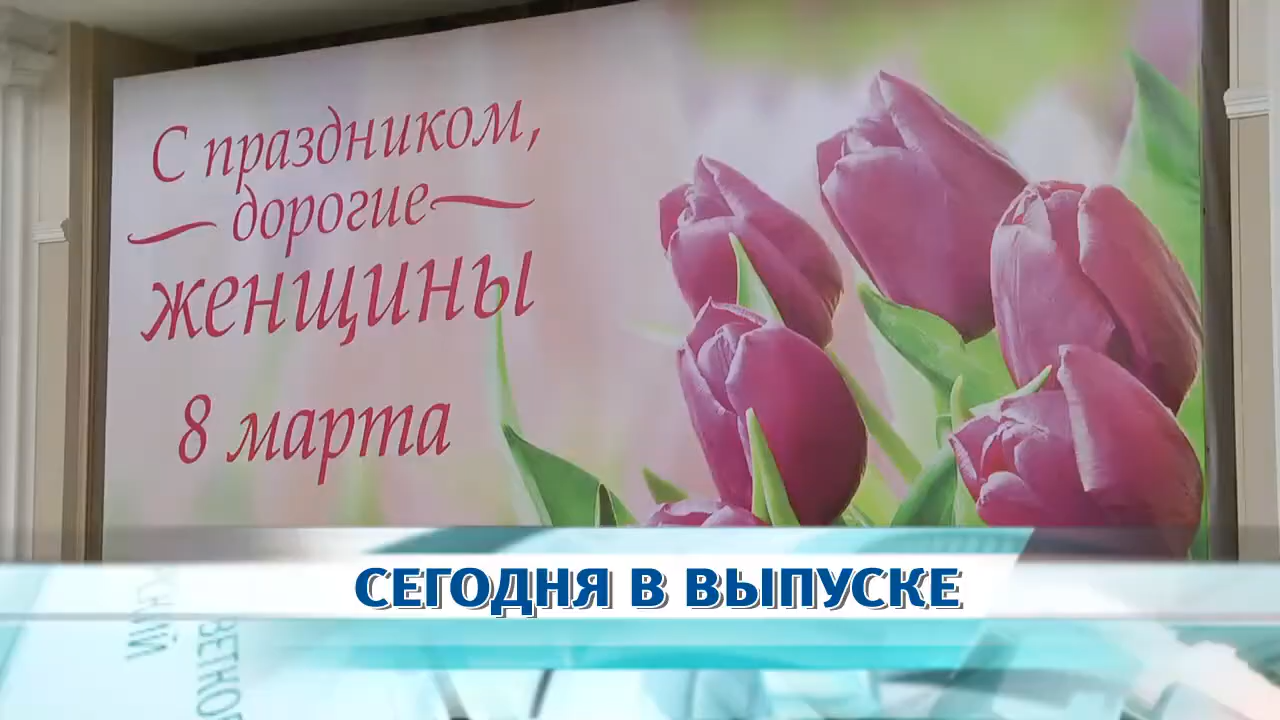 С праздником,
дорогие
женщины
8 марта
СЕГОДНЯ В ВЫПУСКЕ